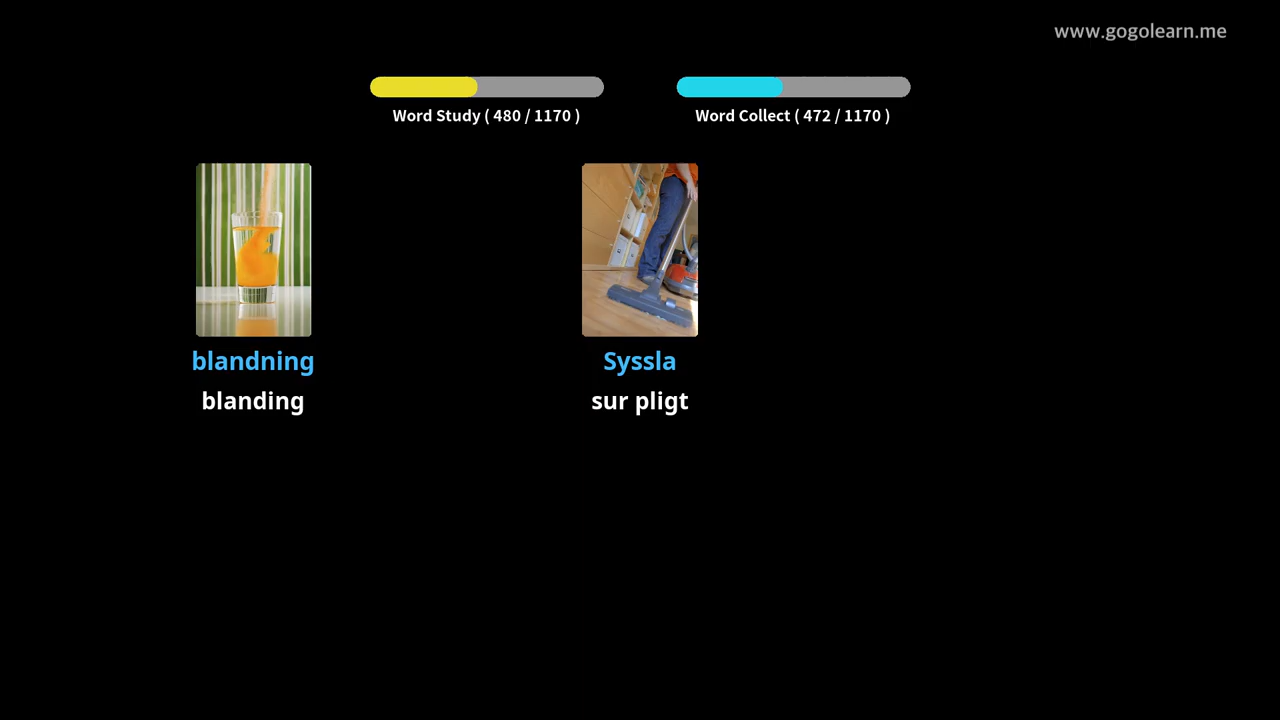 www.gogolearn.me
Word Study ( 480 / 1170 )
Word Collect ( 472 / 1170 )
blandning
blanding
Syssla
sur pligt